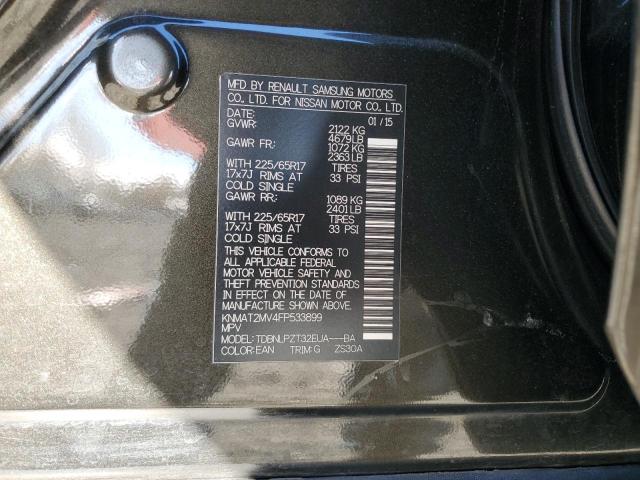 MFD BY RENAULT SAMSUNG MOTORS
CO., LTD. FOR NISSAN MOTOR CO., LTD.
DATE: 01/15
GVWR: 2122 KG
4679 LB
GAWR FR: 1072 KG
2363 LB
WITH 225/65R17 TIRES
17x7J RIMS AT 33 PSI
COLD SINGLE
GAWR RR: 1089 KG
2401 LB
WITH 225/65R17 TIRES
17x7J RIMS AT 33 PSI
COLD SINGLE
THIS VEHICLE CONFORMS TO
ALL APPLICABLE FEDERAL
MOTOR VEHICLE SAFETY AND
THEFT PREVENTION STANDARDS
IN EFFECT ON THE DATE OF
MANUFACTURE SHOWN ABOVE.
KNMAT2MV4FP533899
MPV
MODEL: TDBNLPZT32EUA---BA
COLOR: EAN TRIM: G ZS30A